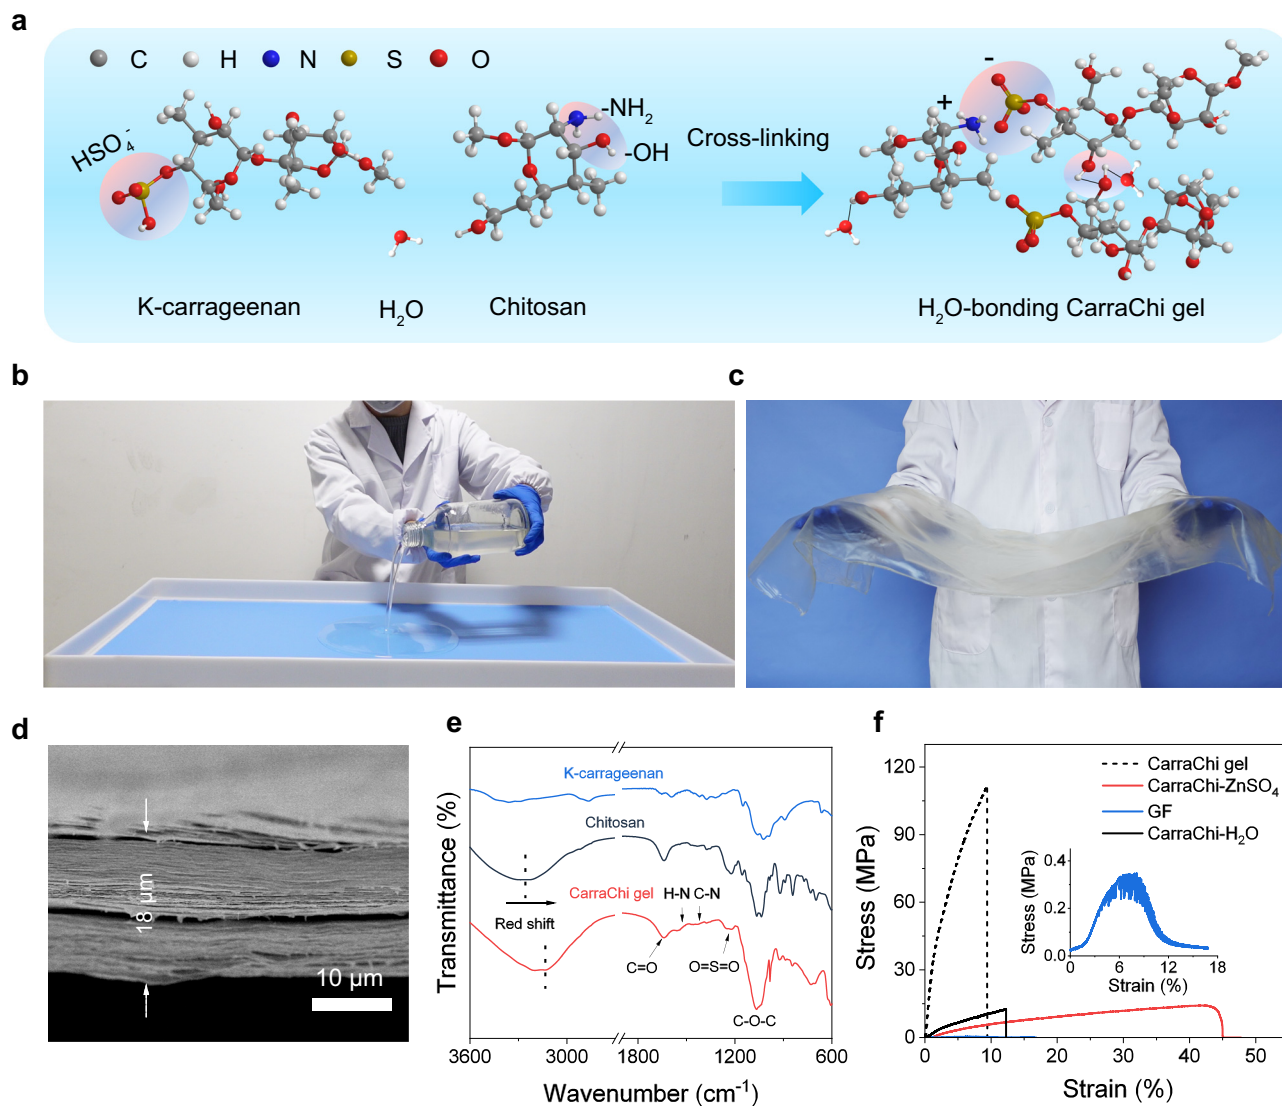 a
C H N S O
HSO4-
-NH2
-OH
Cross-linking
+
-
K-carrageenan
H2O
Chitosan
H2O-bonding CarraChi gel
b
c
d
18 µm
10 µm
e
K-carrageenan
Chitosan
CarraChi gel
H-N C-N
Red shift
C=O
O=S=O
C-O-C
Transmittance (%)
3600 3000 1800 1200 600
Wavenumber (cm-1)
f
CarraChi gel
CarraChi-ZnSO4
GF
CarraChi-H2O
120
90
60
30
15
0
Stress (MPa)
0 10 20 30 40 50
Strain (%)
0.4
0.2
0.0
Stress (MPa)
0 6 12 18
Strain (%)